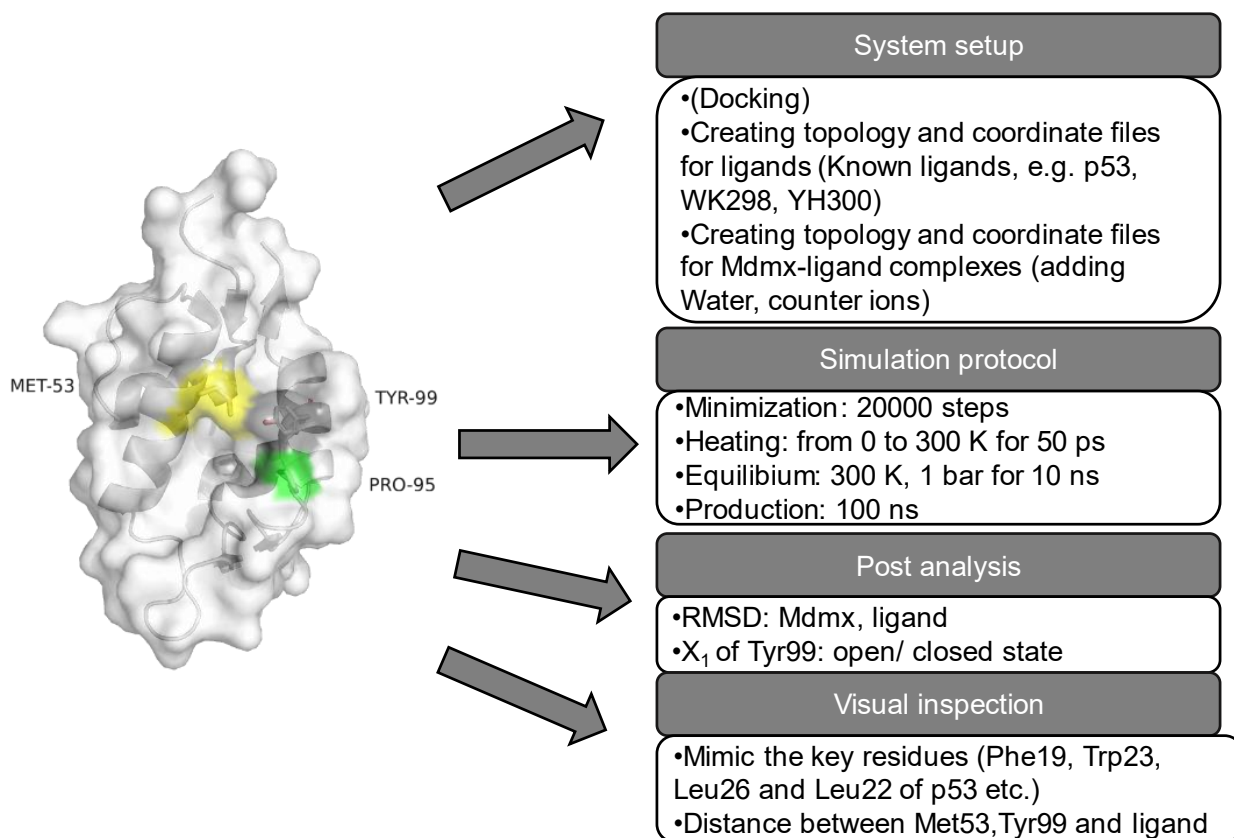 MET-53
TYR-99
PRO-95
System setup
•(Docking)
•Creating topology and coordinate files
for ligands (Known ligands, e.g. p53,
WK298, YH300)
•Creating topology and coordinate files
for Mdmx-ligand complexes (adding
Water, counter ions)
Simulation protocol
•Minimization: 20000 steps
•Heating: from 0 to 300 K for 50 ps
•Equilibium: 300 K, 1 bar for 10 ns
•Production: 100 ns
Post analysis
•RMSD: Mdmx, ligand
•X₁ of Tyr99: open/ closed state
Visual inspection
•Mimic the key residues (Phe19, Trp23,
Leu26 and Leu22 of p53 etc.)
•Distance between Met53,Tyr99 and ligand